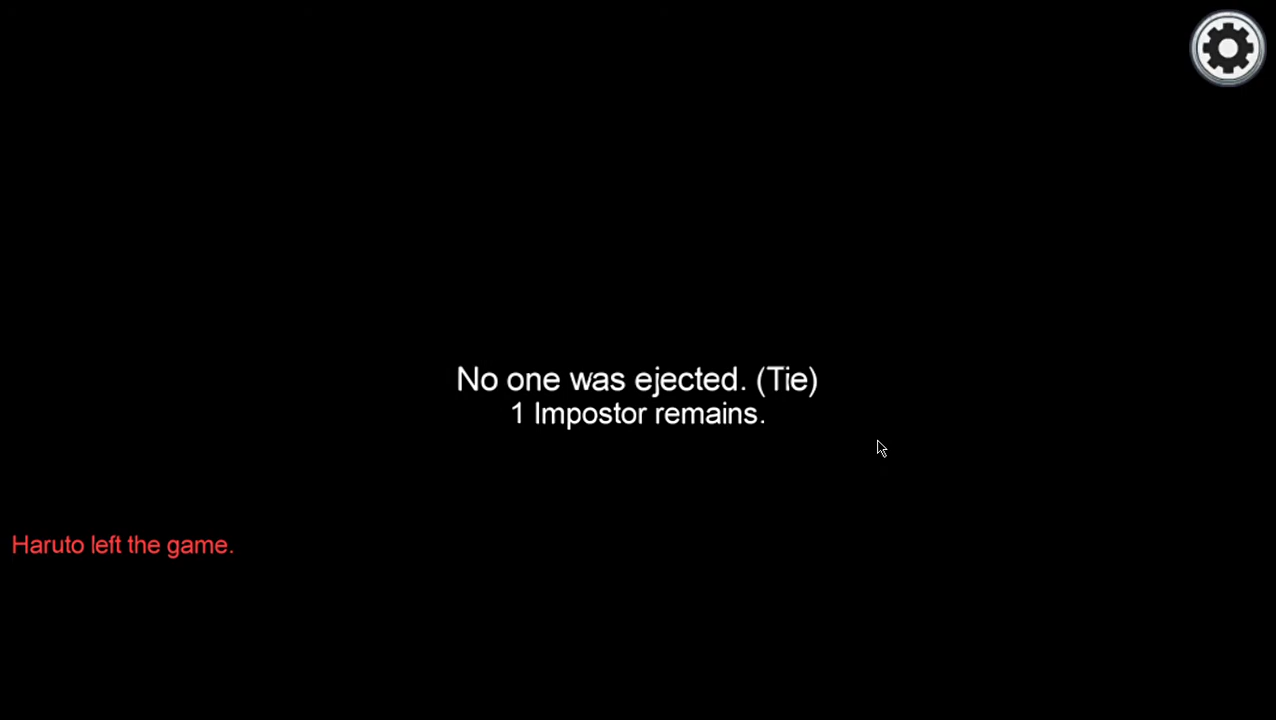 No one was ejected. (Tie)
1 Impostor remains.
Haruto left the game.